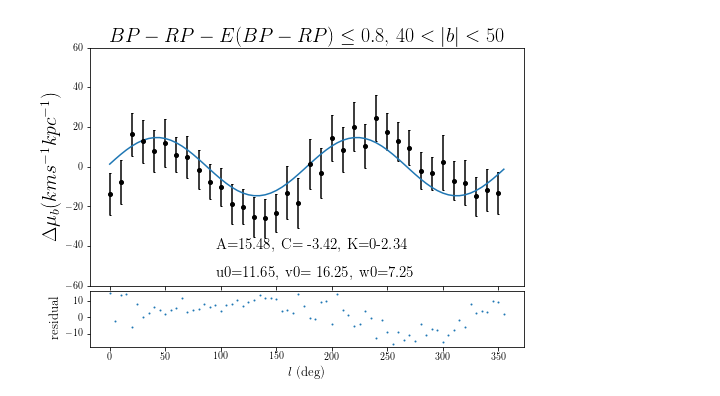 BP − RP − E(BP − RP) ≤ 0.8, 40 < |b| < 50
60
40
20
0
−20
−40
−60
Δμ_b(kms⁻¹kpc⁻¹)
A=15.48, C= -3.42, K=0-2.34
u0=11.65, v0= 16.25, w0=7.25
10
0
−10
residual
0 50 100 150 200 250 300 350
l (deg)